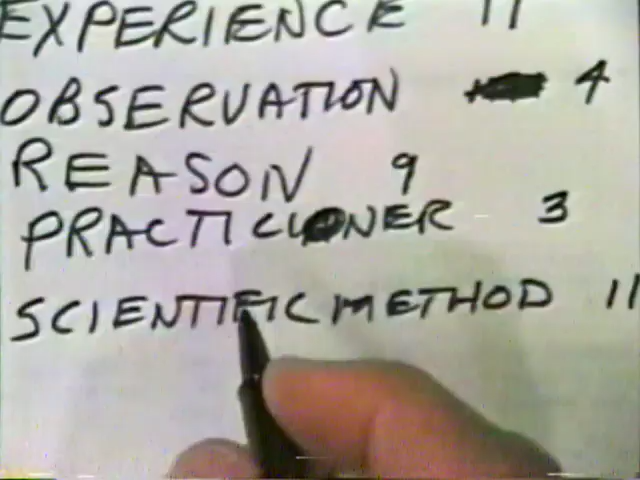 EXPERIENCE 11
OBSERVATION 4
REASON 9
PRACTICIONER 3
SCIENTIFIC METHOD 11